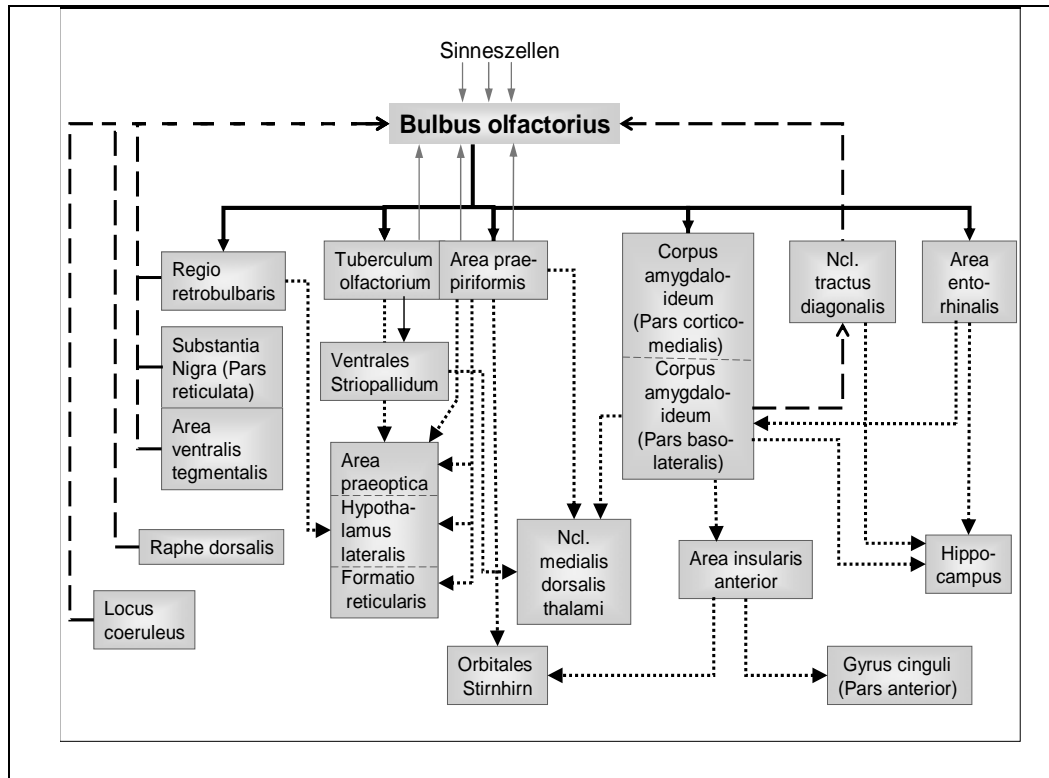 Sinneszellen
Bulbus olfactorius
Regio
retrobulbaris
Tuberculum
olfactorium
Area prae-
piriformis
Corpus
amygdalo-
ideum
(Pars cortico-
medialis)
Ncl.
tractus
diagonalis
Area
ento-
rhinalis
Substantia
Nigra (Pars
reticulata)
Ventrales
Striopallidum
Corpus
amygdalo-
ideum
(Pars baso-
lateralis)
Area
ventralis
tegmentalis
Area
praeoptica
Hypotha-
lamus
lateralis
Formatio
reticularis
Raphe dorsalis
Ncl.
medialis
dorsalis
thalami
Area insularis
anterior
Hippo-
campus
Locus
coeruleus
Orbitales
Stirnhirn
Gyrus cinguli
(Pars anterior)